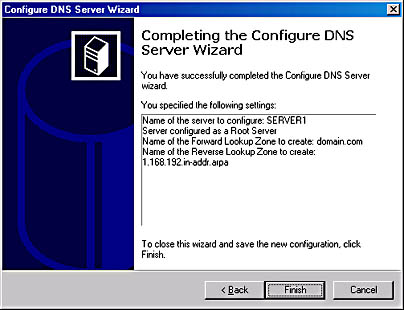 Configure DNS Server Wizard
Completing the Configure DNS
Server Wizard
You have successfully completed the Configure DNS Server
wizard.
You specified the following settings:
Name of the server to configure: SERVER1
Server configured as a Root Server
Name of the Forward Lookup Zone to create: domain.com
Name of the Reverse Lookup Zone to create:
1.168.192.in-addr.arpa
To close this wizard and save the new configuration, click
Finish.
< Back
Finish
Cancel